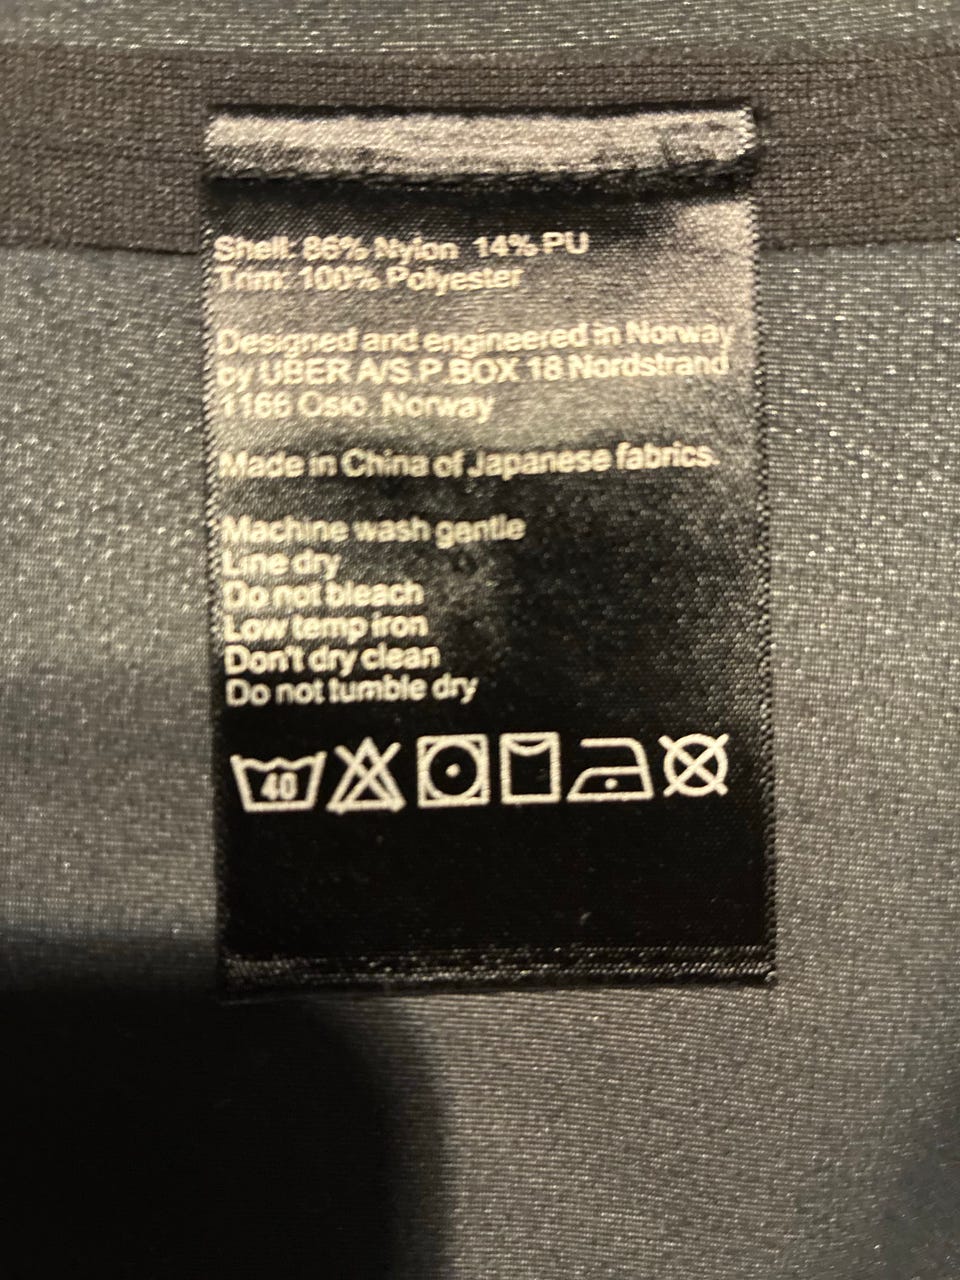 Shell: 86% Nylon 14% PU
Trim: 100% Polyester
Designed and engineered in Norway
by UBER A/S.P.BOX 18 Nordstrand
1166 Oslo, Norway
Made in China of Japanese fabrics.
Machine wash gentle
Line dry
Do not bleach
Low temp iron
Don't dry clean
Do not tumble dry
40